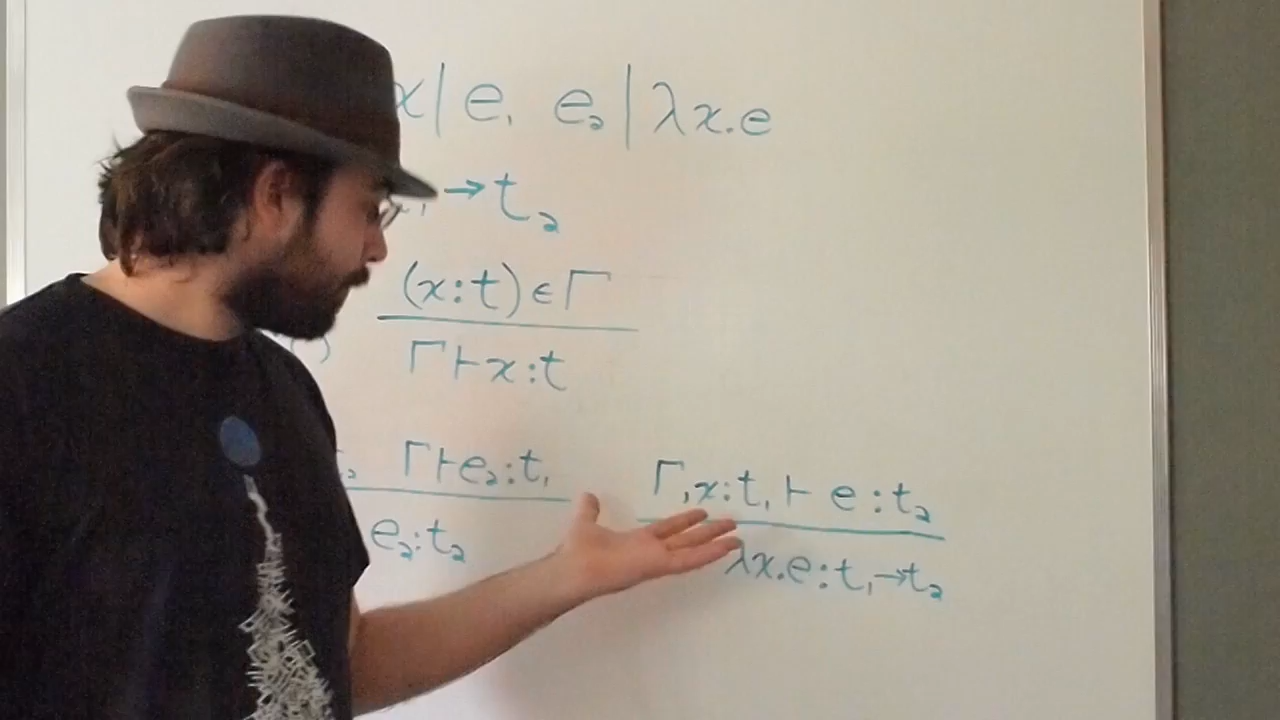 x | e₁ e₂ | λx.e
→ t₂
(x:t) ∈ Γ
Γ ⊢ x:t
Γ ⊢ e₂:t₁ Γ,x:t₁ ⊢ e:t₂
e₂:t₂ λx.e:t₁→t₂